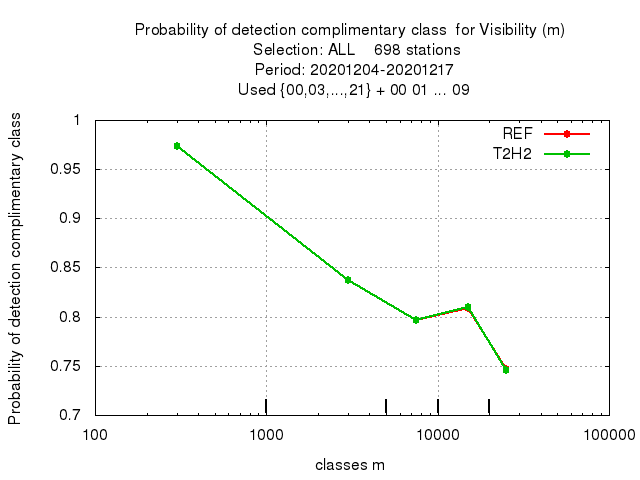 Probability of detection complimentary class  for Visibility (m)
Selection: ALL    698 stations
Period: 20201204-20201217
Used {00,03,...,21} + 00 01 ... 09
Probability of detection complimentary class
1
0.95
0.9
0.85
0.8
0.75
0.7
REF
T2H2
100
1000
10000
100000
classes m